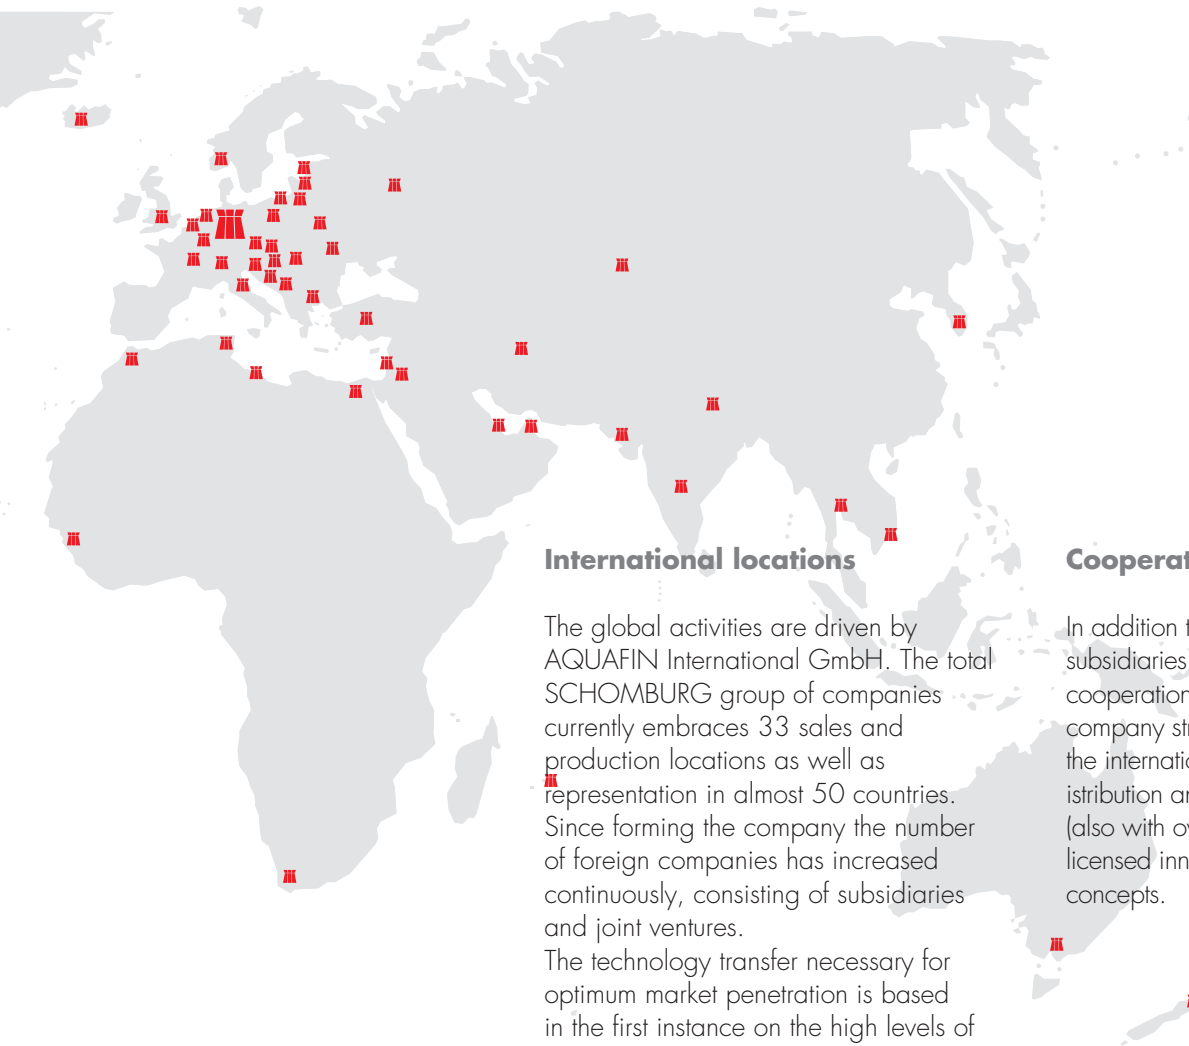 International locations
The global activities are driven by
AQUAFIN International GmbH. The total
SCHOMBURG group of companies
currently embraces 33 sales and
production locations as well as
representation in almost 50 countries.
Since forming the company the number
of foreign companies has increased
continuously, consisting of subsidiaries
and joint ventures.
The technology transfer necessary for
optimum market penetration is based
in the first instance on the high levels of
In addition
subsidiaries
cooperation
company
the
istribution
(also with
licensed
concepts.